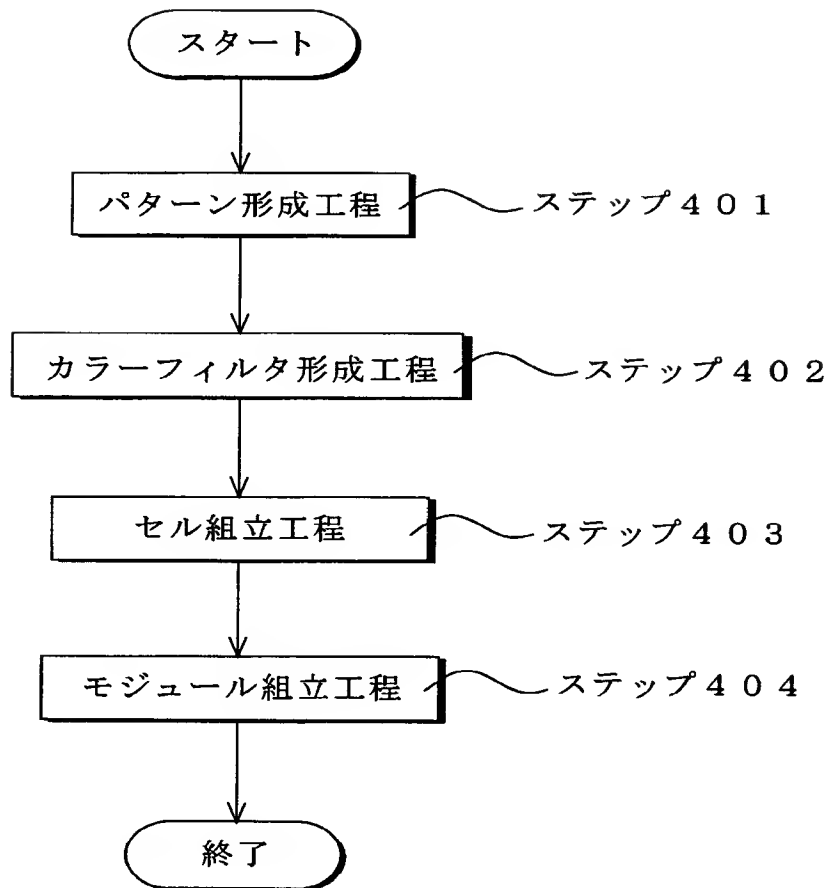 スタート
パターン形成工程 ステップ401
カラーフィルタ形成工程 ステップ402
セル組立工程 ステップ403
モジュール組立工程 ステップ404
終了